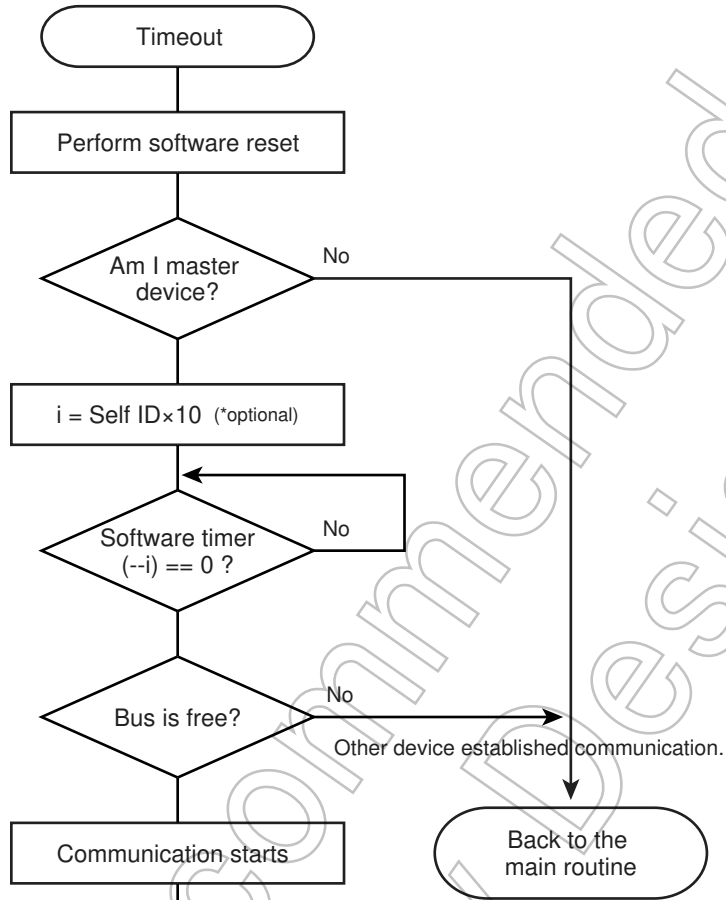 Timeout
Perform software reset
Am I master
device?
No
i = Self ID×10 (*optional)
Software timer
(--i) == 0 ?
No
Bus is free?
No
Other device established communication.
Communication starts
Back to the
main routine